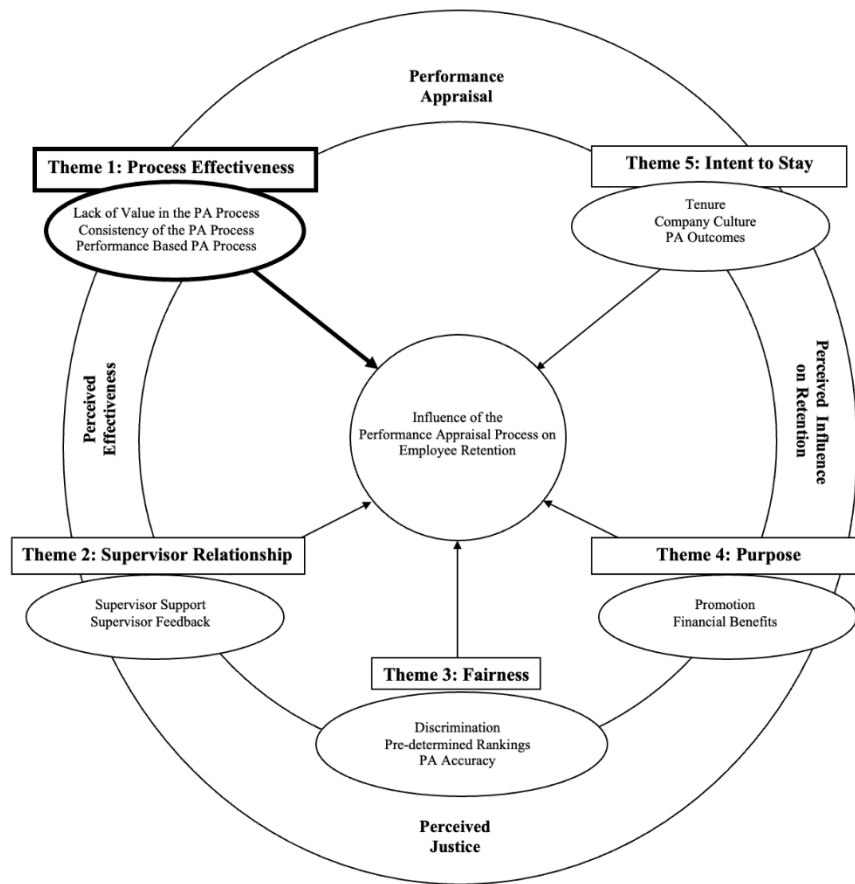 Performance
Appraisal
Theme 1: Process Effectiveness
Lack of Value in the PA Process
Consistency of the PA Process
Performance Based PA Process
Theme 5: Intent to Stay
Tenure
Company Culture
PA Outcomes
Perceived
Effectiveness
Influence of the
Performance Appraisal Process on
Employee Retention
Perceived Influence
on Retention
Theme 2: Supervisor Relationship
Supervisor Support
Supervisor Feedback
Theme 4: Purpose
Promotion
Financial Benefits
Theme 3: Fairness
Discrimination
Pre-determined Rankings
PA Accuracy
Perceived
Justice